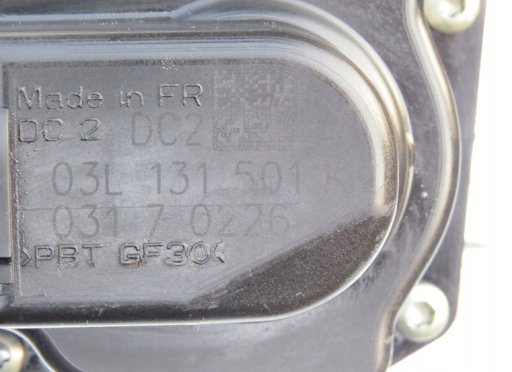 Made in FR
DC 2 DC2
03L 131 501 K
031 7 0226
>PBT GF30<